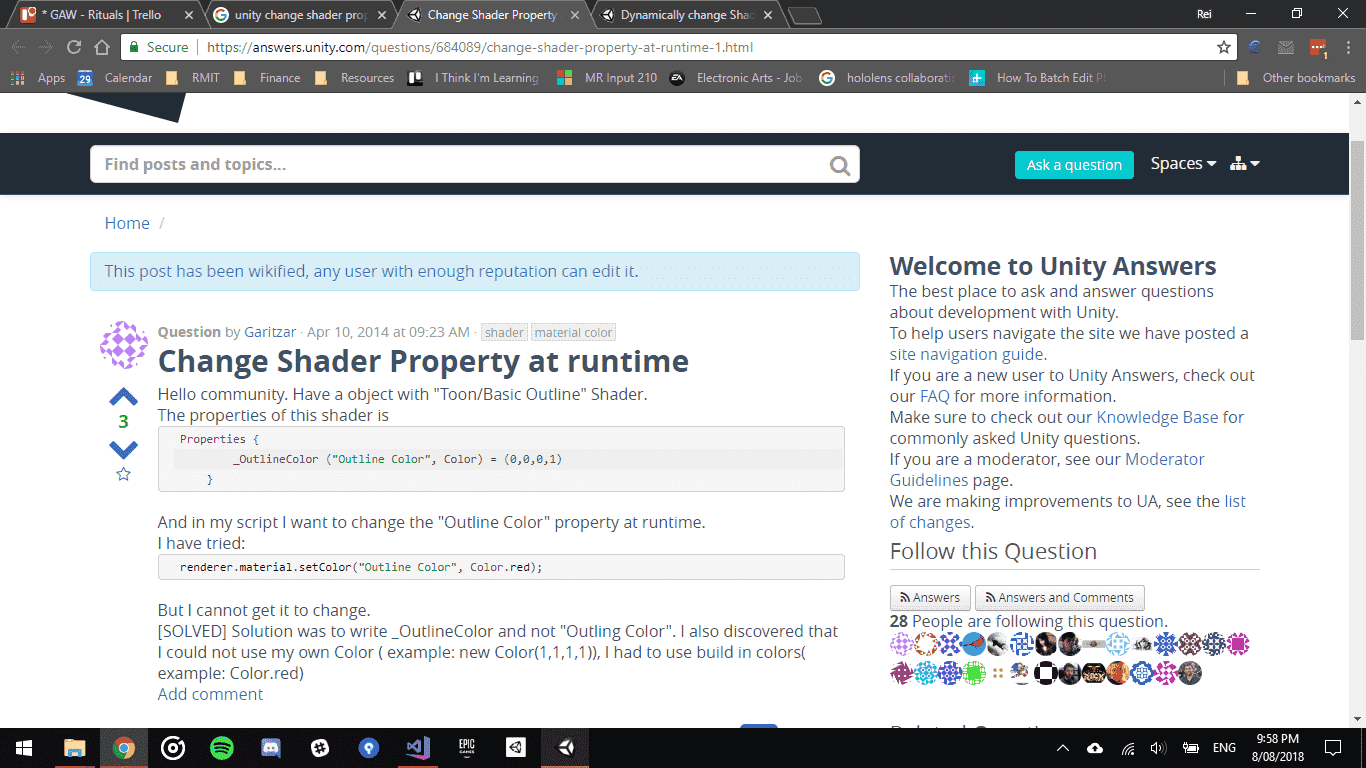 * GAW - Rituals | Trello
unity change shader prop
Change Shader Property
Dynamically change Sha
Rei
Secure
https://answers.unity.com/questions/684089/change-shader-property-at-runtime-1.html
Apps
29
Calendar
RMIT
Finance
Resources
I Think I'm Learning
MR Input 210
EA
Electronic Arts - Job
hololens collaborati
How To Batch Edit P
Other bookmarks
Find posts and topics...
Ask a question
Spaces
Home /
This post has been wikified, any user with enough reputation can edit it.
Question by Garitzar · Apr 10, 2014 at 09:23 AM · shader material color
Change Shader Property at runtime
3
Hello community. Have a object with "Toon/Basic Outline" Shader.
The properties of this shader is
Properties {
_OutlineColor ("Outline Color", Color) = (0,0,0,1)
}
And in my script I want to change the "Outline Color" property at runtime.
I have tried:
renderer.material.setColor("Outline Color", Color.red);
But I cannot get it to change.
[SOLVED] Solution was to write _OutlineColor and not "Outling Color". I also discovered that
I could not use my own Color ( example: new Color(1,1,1,1)), I had to use build in colors(
example: Color.red)
Add comment
Welcome to Unity Answers
The best place to ask and answer questions
about development with Unity.
To help users navigate the site we have posted a
site navigation guide.
If you are a new user to Unity Answers, check out
our FAQ for more information.
Make sure to check out our Knowledge Base for
commonly asked Unity questions.
If you are a moderator, see our Moderator
Guidelines page.
We are making improvements to UA, see the list
of changes.
Follow this Question
Answers
Answers and Comments
28 People are following this question.
EPIC
GAMES
ENG
9:58 PM
8/08/2018